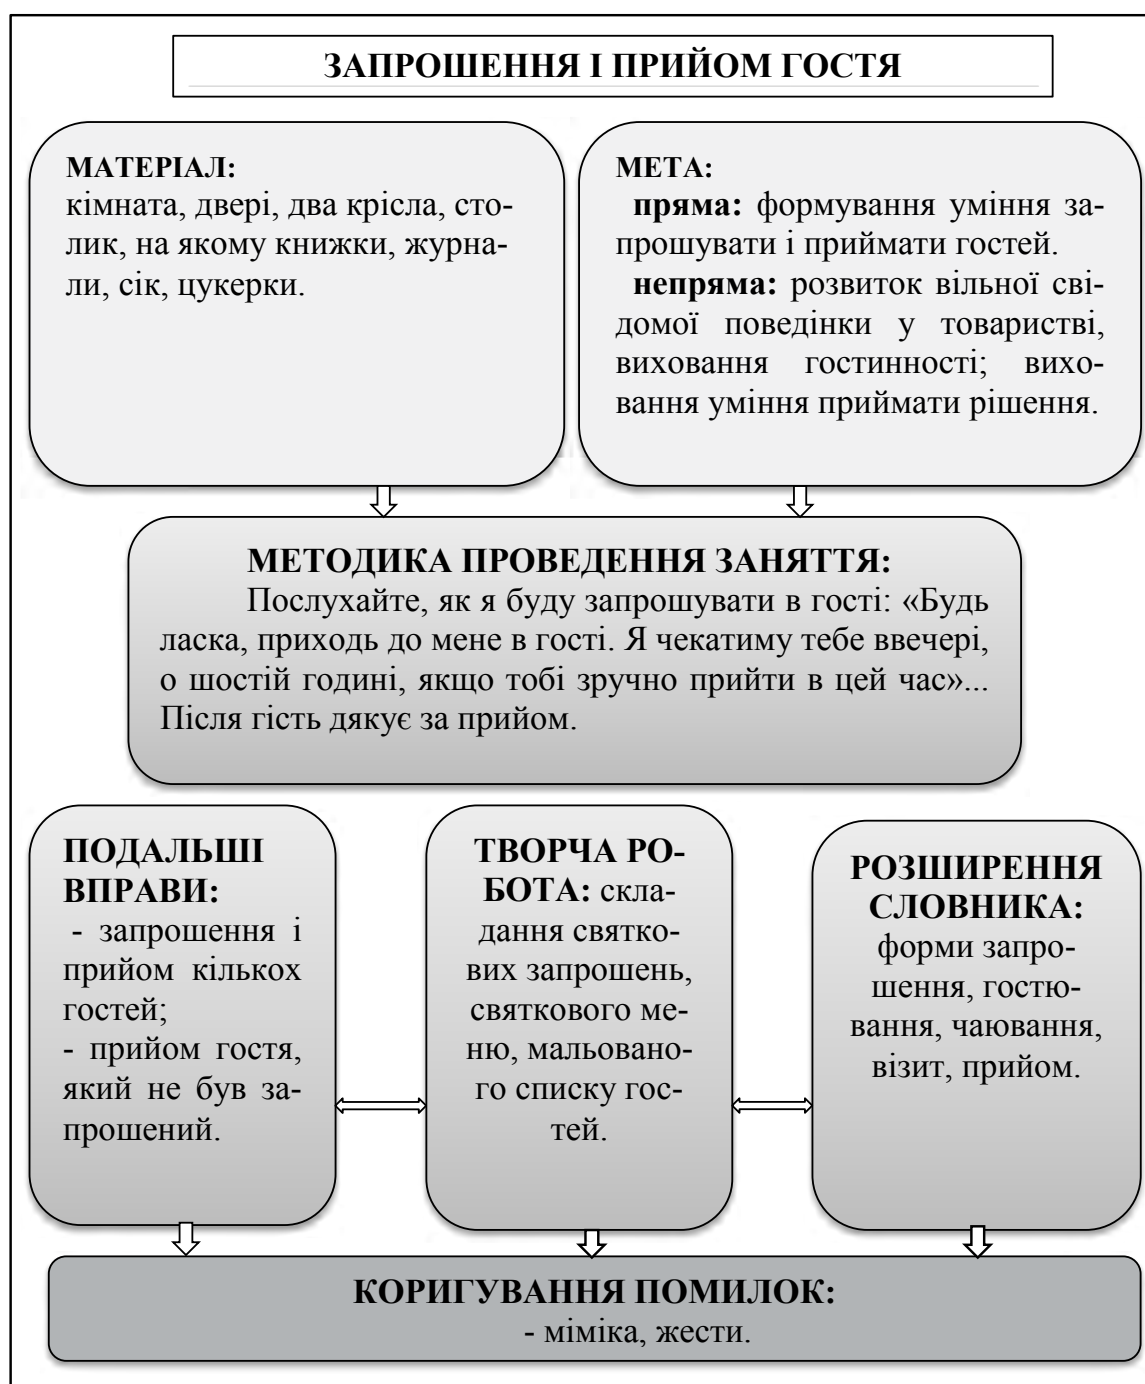 ЗАПРОШЕННЯ І ПРИЙОМ ГОСТЯ
МАТЕРІАЛ:
кімната, двері, два крісла, сто-
лик, на якому книжки, журна-
ли, сік, цукерки.
МЕТА:
пряма: формування уміння за-
прошувати і приймати гостей.
непряма: розвиток вільної сві-
домої поведінки у товаристві,
виховання гостинності; вихо-
вання уміння приймати рішення.
МЕТОДИКА ПРОВЕДЕННЯ ЗАНЯТТЯ:
Послухайте, як я буду запрошувати в гості: «Будь
ласка, приходь до мене в гості. Я чекатиму тебе ввечері,
о шостій годині, якщо тобі зручно прийти в цей час»...
Після гість дякує за прийом.
ПОДАЛЬШІ
ВПРАВИ:
- запрошення і
прийом кількох
гостей;
- прийом гостя,
який не був за-
прошений.
ТВОРЧА РО-
БОТА: скла-
дання святко-
вих запрошень,
святкового ме-
ню, мальовано-
го списку гос-
тей.
РОЗШИРЕННЯ
СЛОВНИКА:
форми запро-
шення, гостю-
вання, чаювання,
візит, прийом.
КОРИГУВАННЯ ПОМИЛОК:
- міміка, жести.